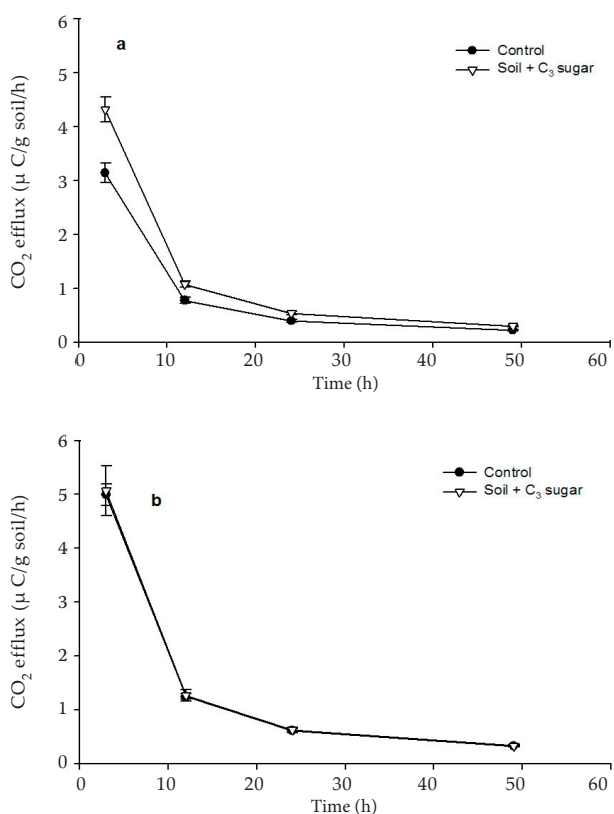 a
Control
Soil + C₃ sugar
CO₂ efflux (μ C/g soil/h)
6
5
4
3
2
1
0
0 10 20 30 40 50 60
Time (h)
b
Control
Soil + C₃ sugar
CO₂ efflux (μ C/g soil/h)
6
5
4
3
2
1
0
0 10 20 30 40 50 60
Time (h)